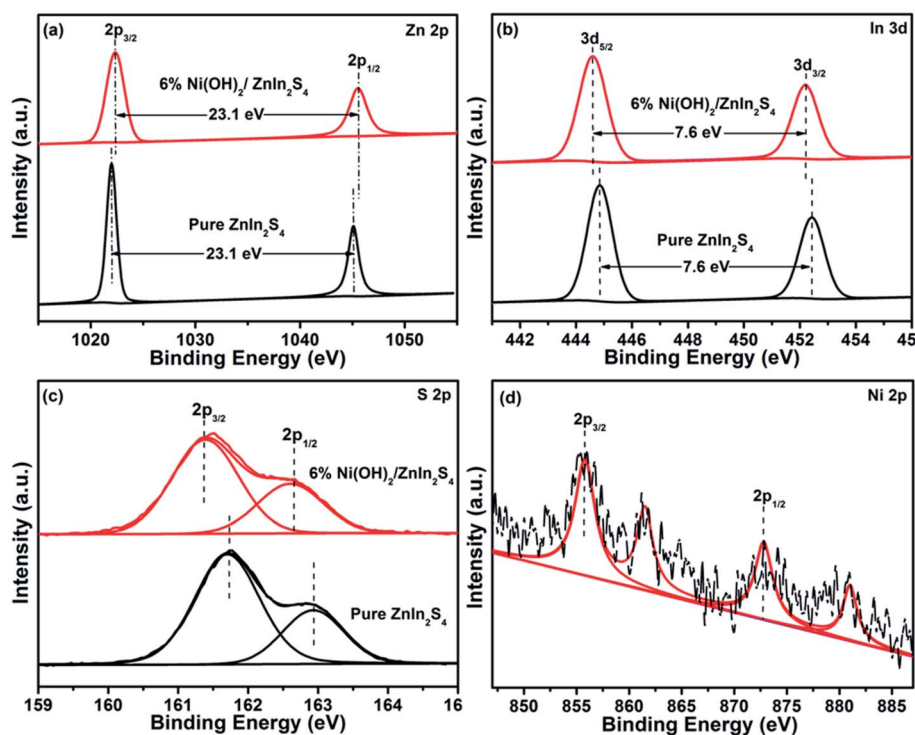 (a)
Zn 2p
2p3/2
2p1/2
6% Ni(OH)2/ ZnIn2S4
23.1 eV
Pure ZnIn2S4
23.1 eV
Intensity (a.u.)
1020 1030 1040 1050
Binding Energy (eV)
(b)
In 3d
3d5/2
3d3/2
6% Ni(OH)2/ZnIn2S4
7.6 eV
Pure ZnIn2S4
7.6 eV
Intensity (a.u.)
442 444 446 448 450 452 454 45
Binding Energy (eV)
(c)
S 2p
2p3/2
2p1/2
6% Ni(OH)2/ZnIn2S4
Pure ZnIn2S4
Intensity (a.u.)
159 160 161 162 163 164 16
Binding Energy (eV)
(d)
Ni 2p
2p3/2
2p1/2
Intensity (a.u.)
850 855 860 865 870 875 880 885
Binding Energy (eV)